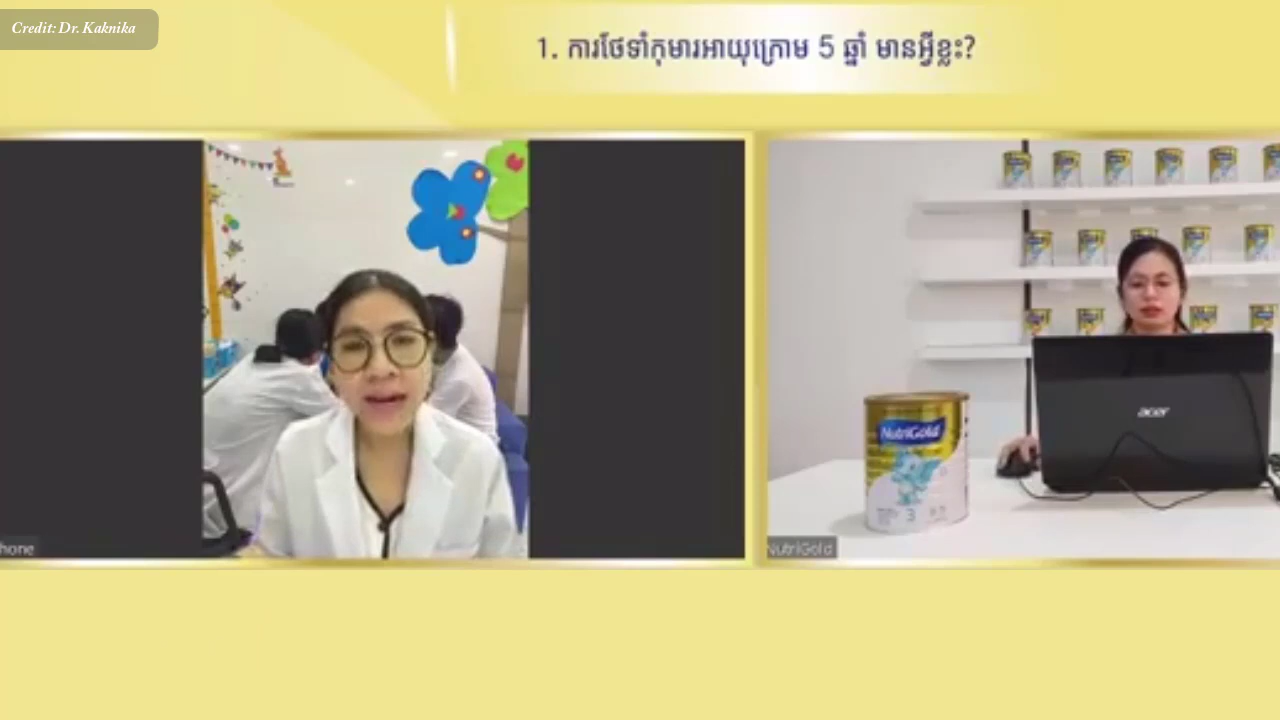 Credit: Dr. Kaknika
1. ការថែទាំកុមារអាយុក្រោម 5 ឆ្នាំ មានអ្វីខ្លះ?
NutriGold
3
acer
hone
NutriGold